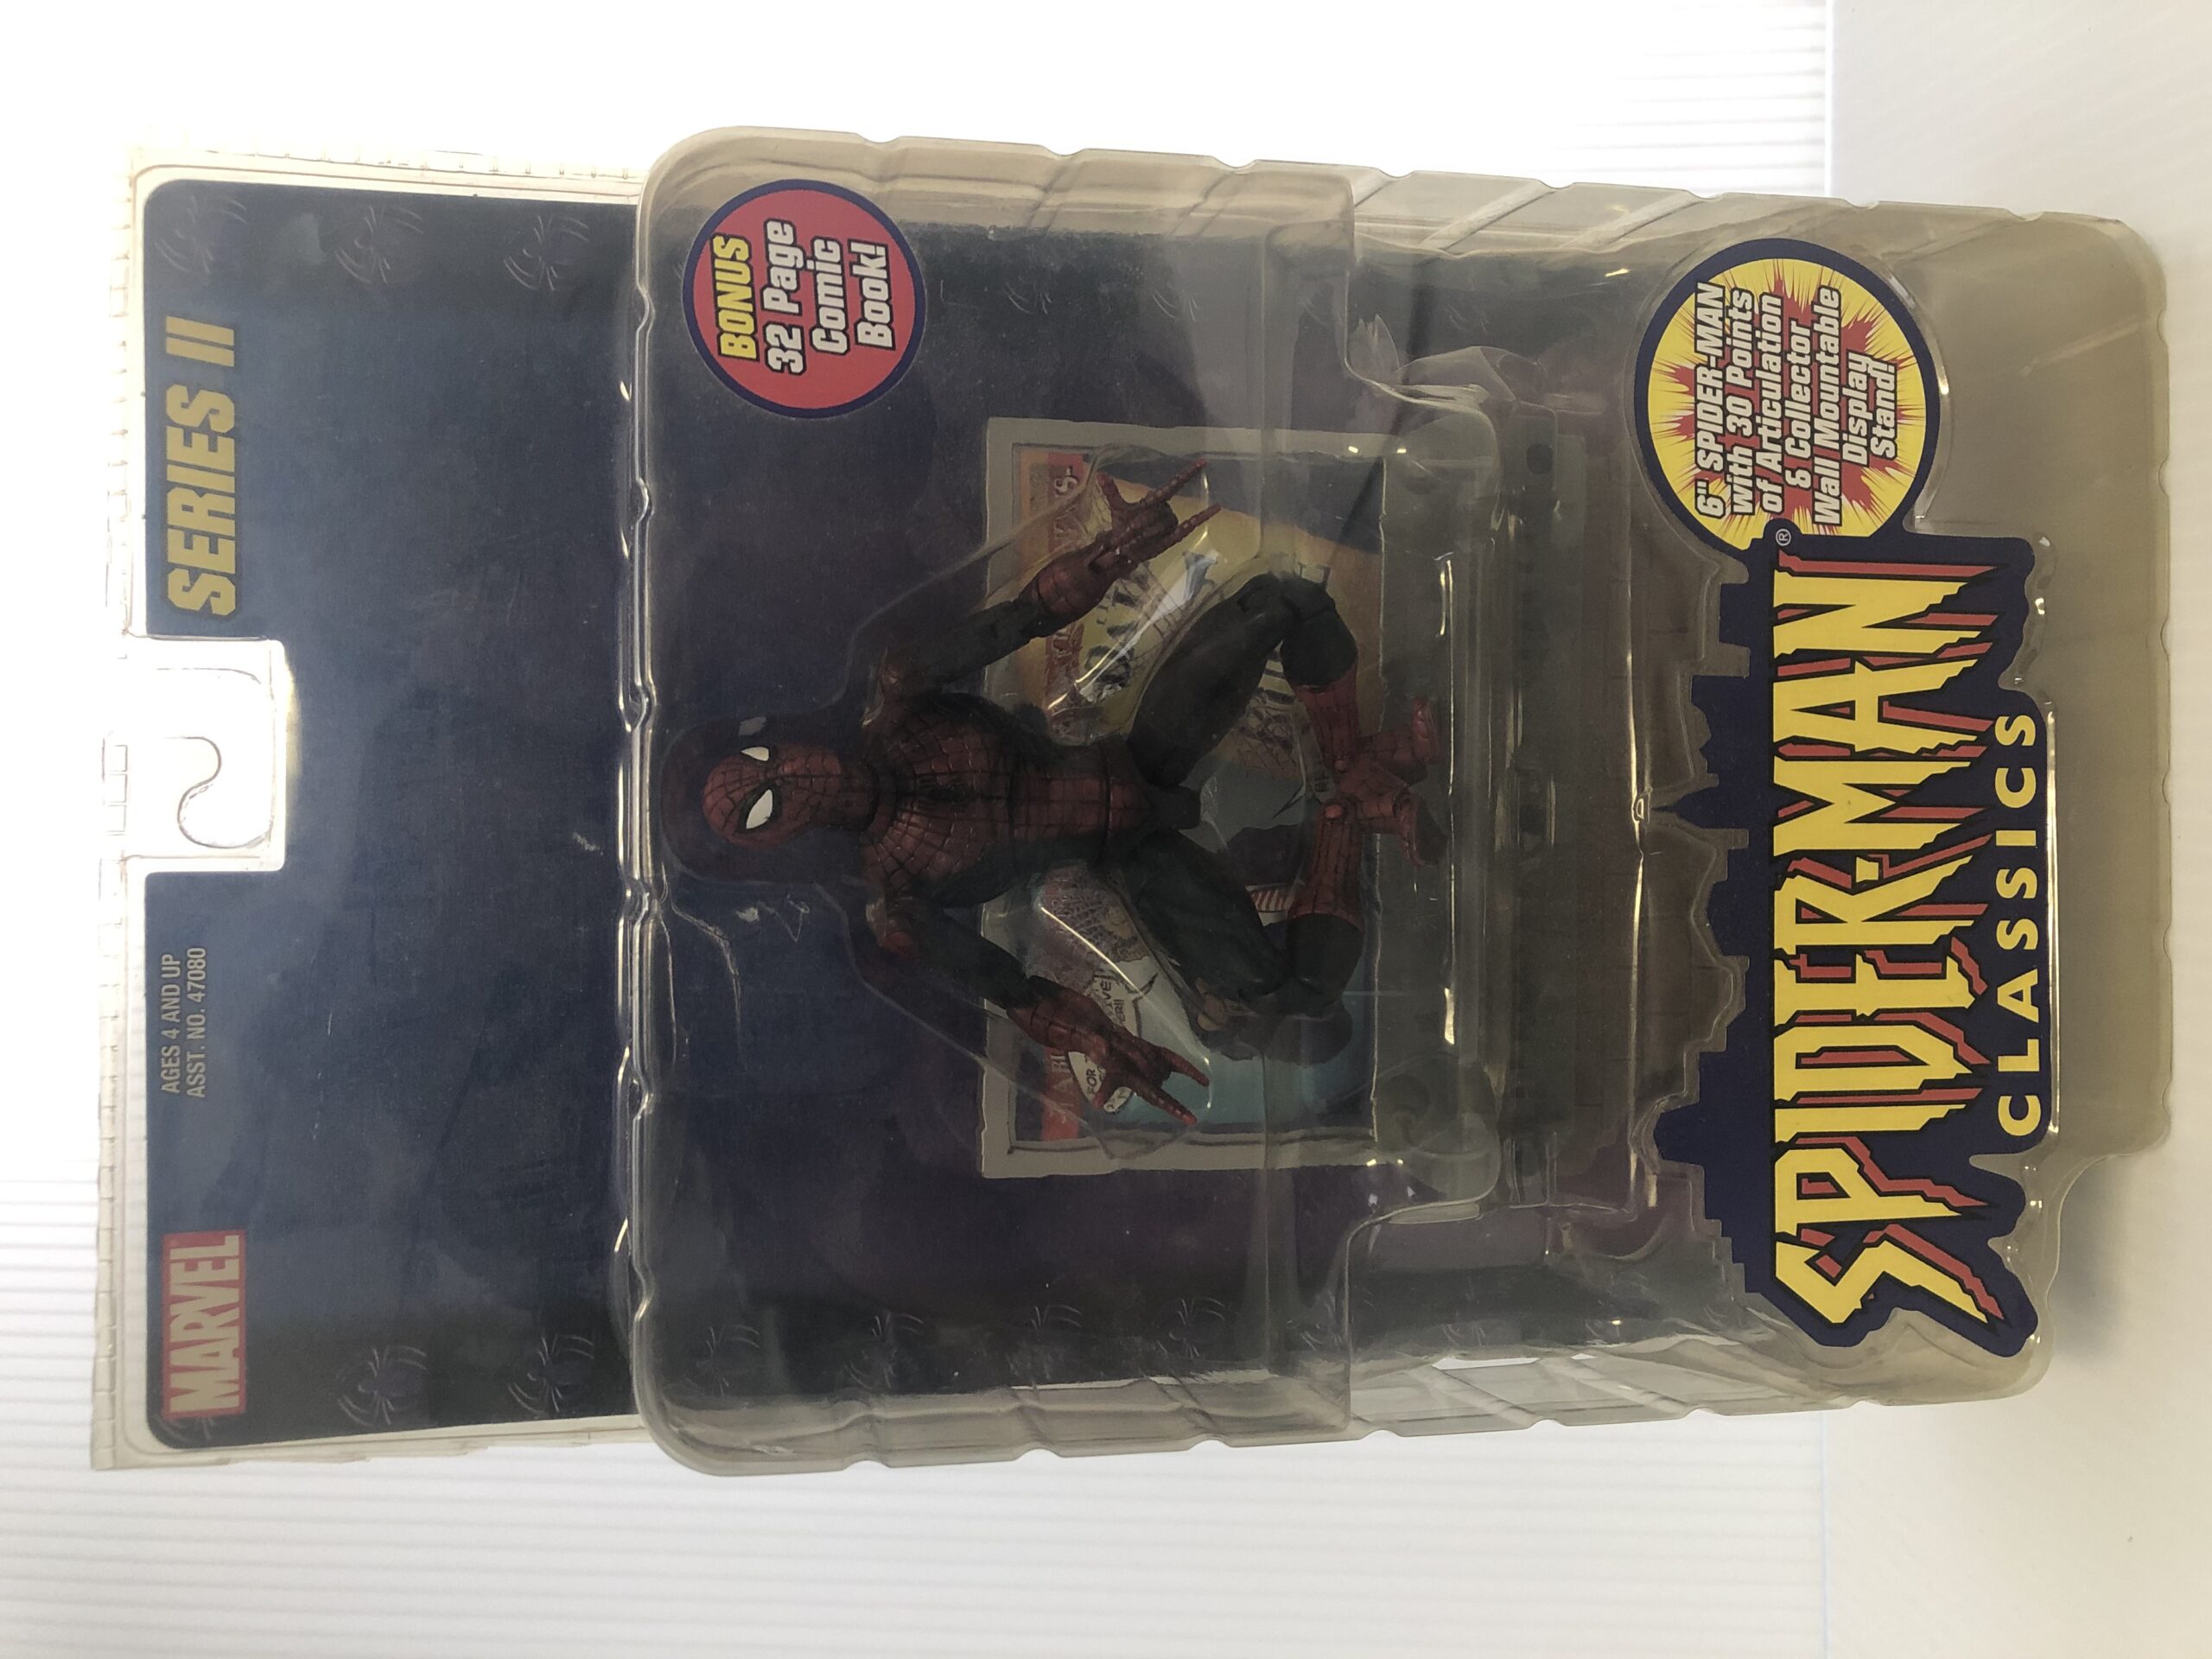 MARVEL
AGES 4 AND UP
ASST. NO. 47080
SERIES II
BONUS
32 Page
Comic
Book!
6" SPIDER-MAN
with 30 Points
of Articulation
& Collector
Wall Mountable
Display
Stand!
SPIDER-MAN®
CLASSICS